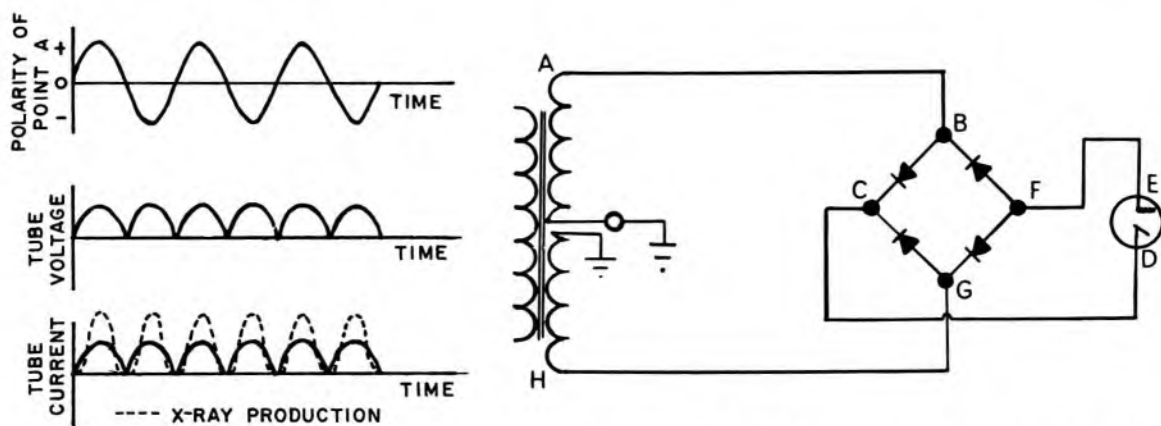 POLARITY OF
POINT A
+
0
-
TIME
TUBE
VOLTAGE
TIME
TUBE
CURRENT
TIME
---- X-RAY PRODUCTION
A
H
B
C
F
G
E
D